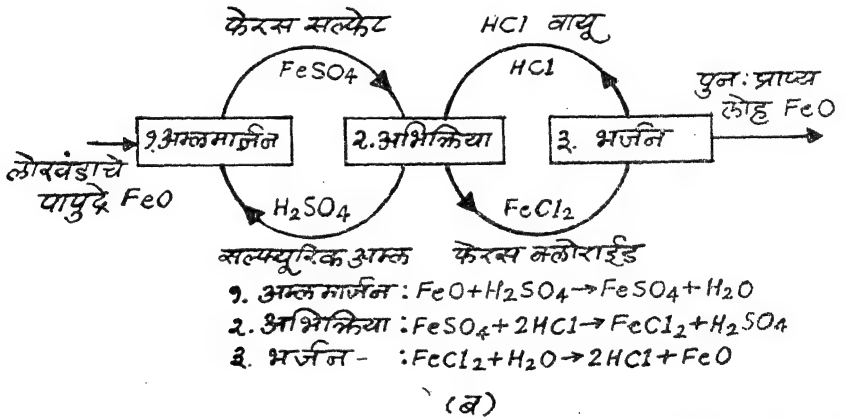 फेरस सल्फेट
HCl वायू
FeSO4
HCl
पुन: प्राप्य
लोह FeO
१. अम्लमार्जन
२. अभिक्रिया
३. भर्जन
लोखंडाचे
पापुद्रे FeO
H2SO4
FeCl2
सल्फ्यूरिक अम्ल
फेरस क्लोराईड
१. अम्लमार्जन : FeO+H2SO4→FeSO4+H2O
२. अभिक्रिया : FeSO4+2HCl→FeCl2+H2SO4
३. भर्जन - : FeCl2+H2O→2HCl+FeO
(ब)